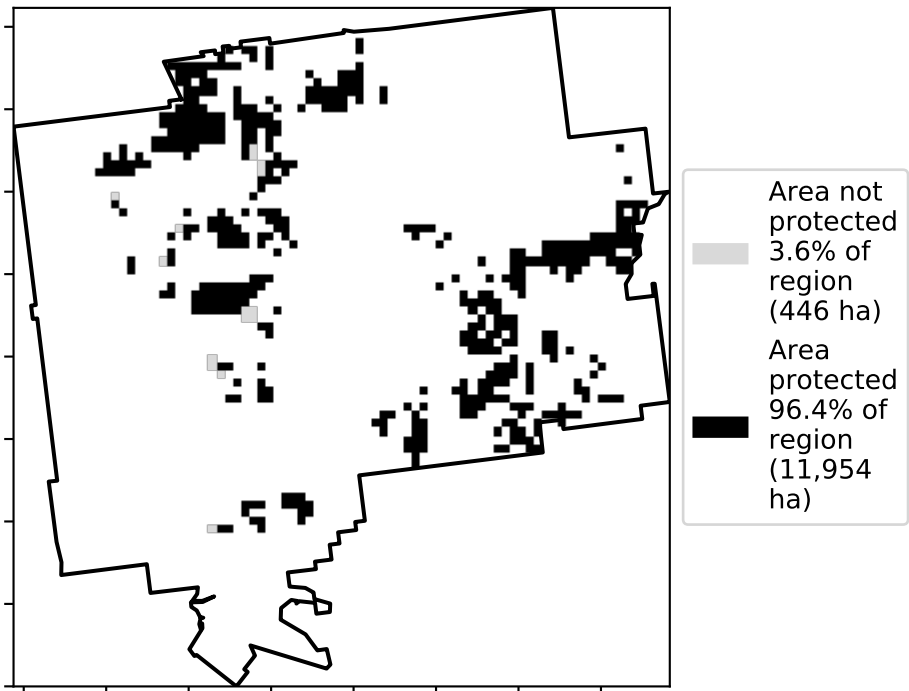 Area not
protected
3.6% of
region
(446 ha)
Area
protected
96.4% of
region
(11,954
ha)